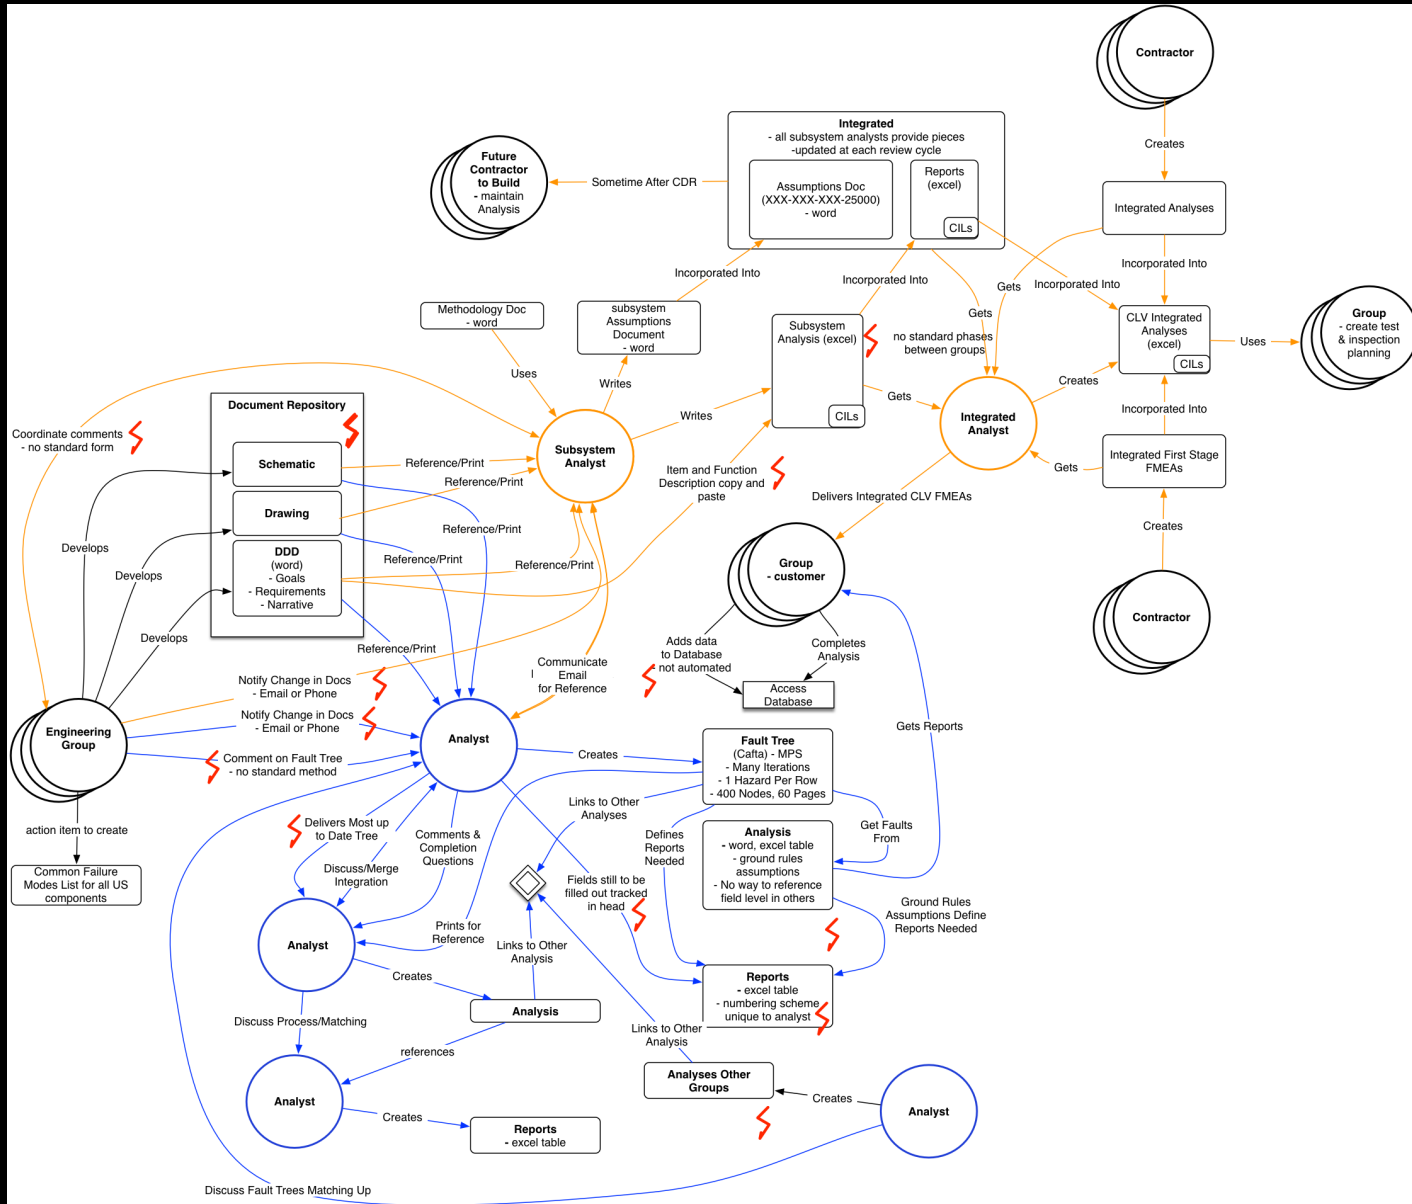 Contractor
Creates
Integrated
- all subsystem analysts provide pieces
-updated at each review cycle
Assumptions Doc
(XXX-XXX-XXX-25000)
- word
Reports
(excel)
CILs
Future
Contractor
to Build
- maintain
Analysis
Sometime After CDR
Integrated Analyses
Incorporated Into
Incorporated Into
Incorporated Into
Incorporated Into
Gets
Gets
Methodology Doc
- word
subsystem
Assumptions
Document
- word
Subsystem
Analysis (excel)
CILs
no standard phases
between groups
CLV Integrated
Analyses
(excel)
CILs
Uses
Group
- create test
& inspection
planning
Uses
Writes
Writes
Gets
Creates
Incorporated Into
Integrated
Analyst
Gets
Integrated First Stage
FMEAs
Creates
Contractor
Document Repository
Schematic
Drawing
DDD
(word)
- Goals
- Requirements
- Narrative
Coordinate comments
- no standard form
Subsystem
Analyst
Reference/Print
Reference/Print
Reference/Print
Reference/Print
Reference/Print
Reference/Print
Item and Function
Description copy and
paste
Delivers Integrated CLV FMEAs
Group
- customer
Develops
Develops
Develops
Adds data
to Database
- not automated
Completes
Analysis
Access
Database
Communicate
Email
for Reference
Notify Change in Docs
- Email or Phone
Notify Change in Docs
- Email or Phone
Comment on Fault Tree
- no standard method
Engineering
Group
Analyst
Creates
Fault Tree
(Cafta) - MPS
- Many Iterations
- 1 Hazard Per Row
- 400 Nodes, 60 Pages
Gets Reports
action item to create
Common Failure
Modes List for all US
components
Delivers Most up
to Date Tree
Comments &
Completion
Questions
Discuss/Merge
Integration
Links to Other
Analyses
Defines
Reports
Needed
Get Faults
From
Analysis
- word, excel table
- ground rules
assumptions
- No way to reference
field level in others
Fields still to be
filled out tracked
in head
Ground Rules
Assumptions Define
Reports Needed
Analyst
Prints for
Reference
Links to Other
Analysis
Creates
Analysis
Reports
- excel table
- numbering scheme
unique to analyst
Discuss Process/Matching
references
Links to Other
Analysis
Analyses Other
Groups
Creates
Analyst
Analyst
Creates
Reports
- excel table
Discuss Fault Trees Matching Up